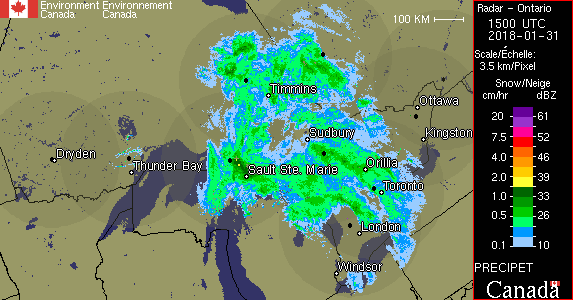 Environment Environnement
Canada Canada
100 KM
Timmins
Ottawa
Sudbury
Kingston
Dryden
Thunder Bay
Sault Ste. Marie
Orillia
Toronto
London
Windsor
Radar - Ontario
1500 UTC
2018-01-31
Scale/Échelle:
3.5 km/Pixel
Snow/Neige
cm/hr dBZ
20 61
7.5 52
4.0 46
2.0 39
1.0 33
0.5 26
0.1 10
PRECIPET
Canada